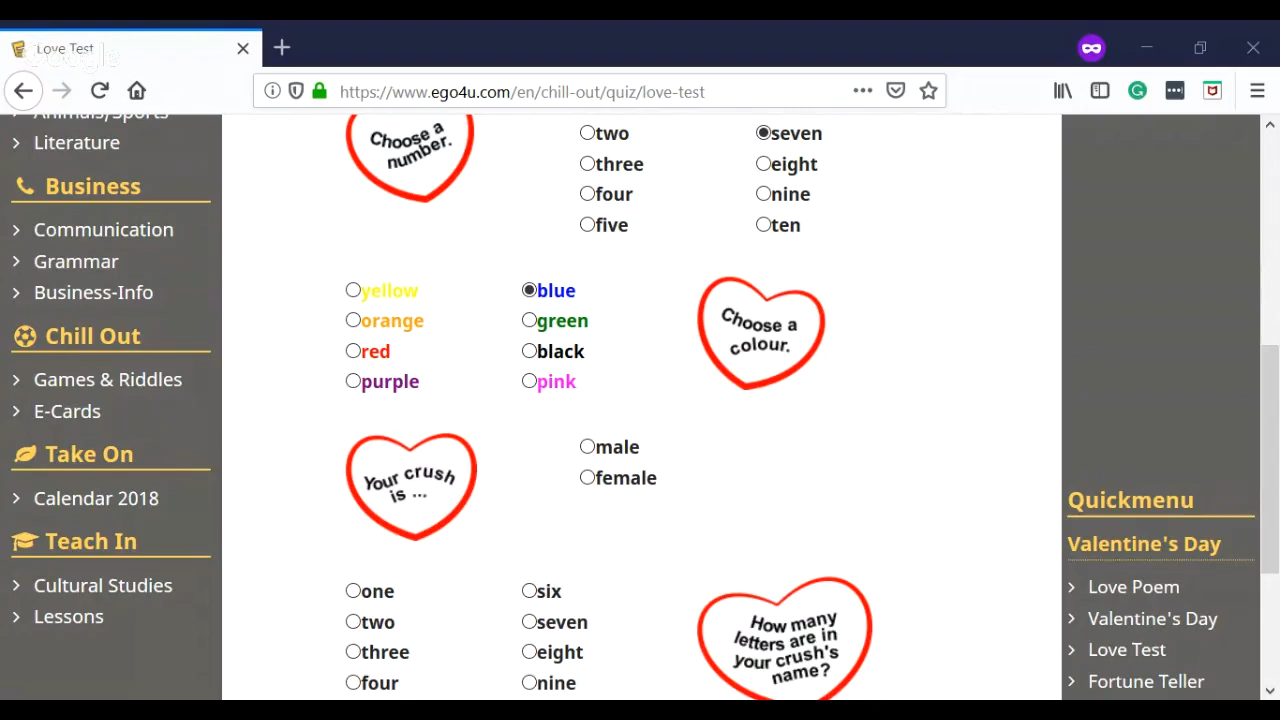 Love Test
Google
https://www.ego4u.com/en/chill-out/quiz/love-test
Animals/Sports
Literature
Business
Communication
Grammar
Business-Info
Chill Out
Games & Riddles
E-Cards
Take On
Calendar 2018
Teach In
Cultural Studies
Lessons
Choose a
number.
two
seven
three
eight
four
nine
five
ten
yellow
blue
orange
green
red
black
purple
pink
Choose a
colour.
Your crush
is ...
male
female
one
six
two
seven
three
eight
four
nine
How many
letters are in
your crush's
name?
Quickmenu
Valentine's Day
Love Poem
Valentine's Day
Love Test
Fortune Teller